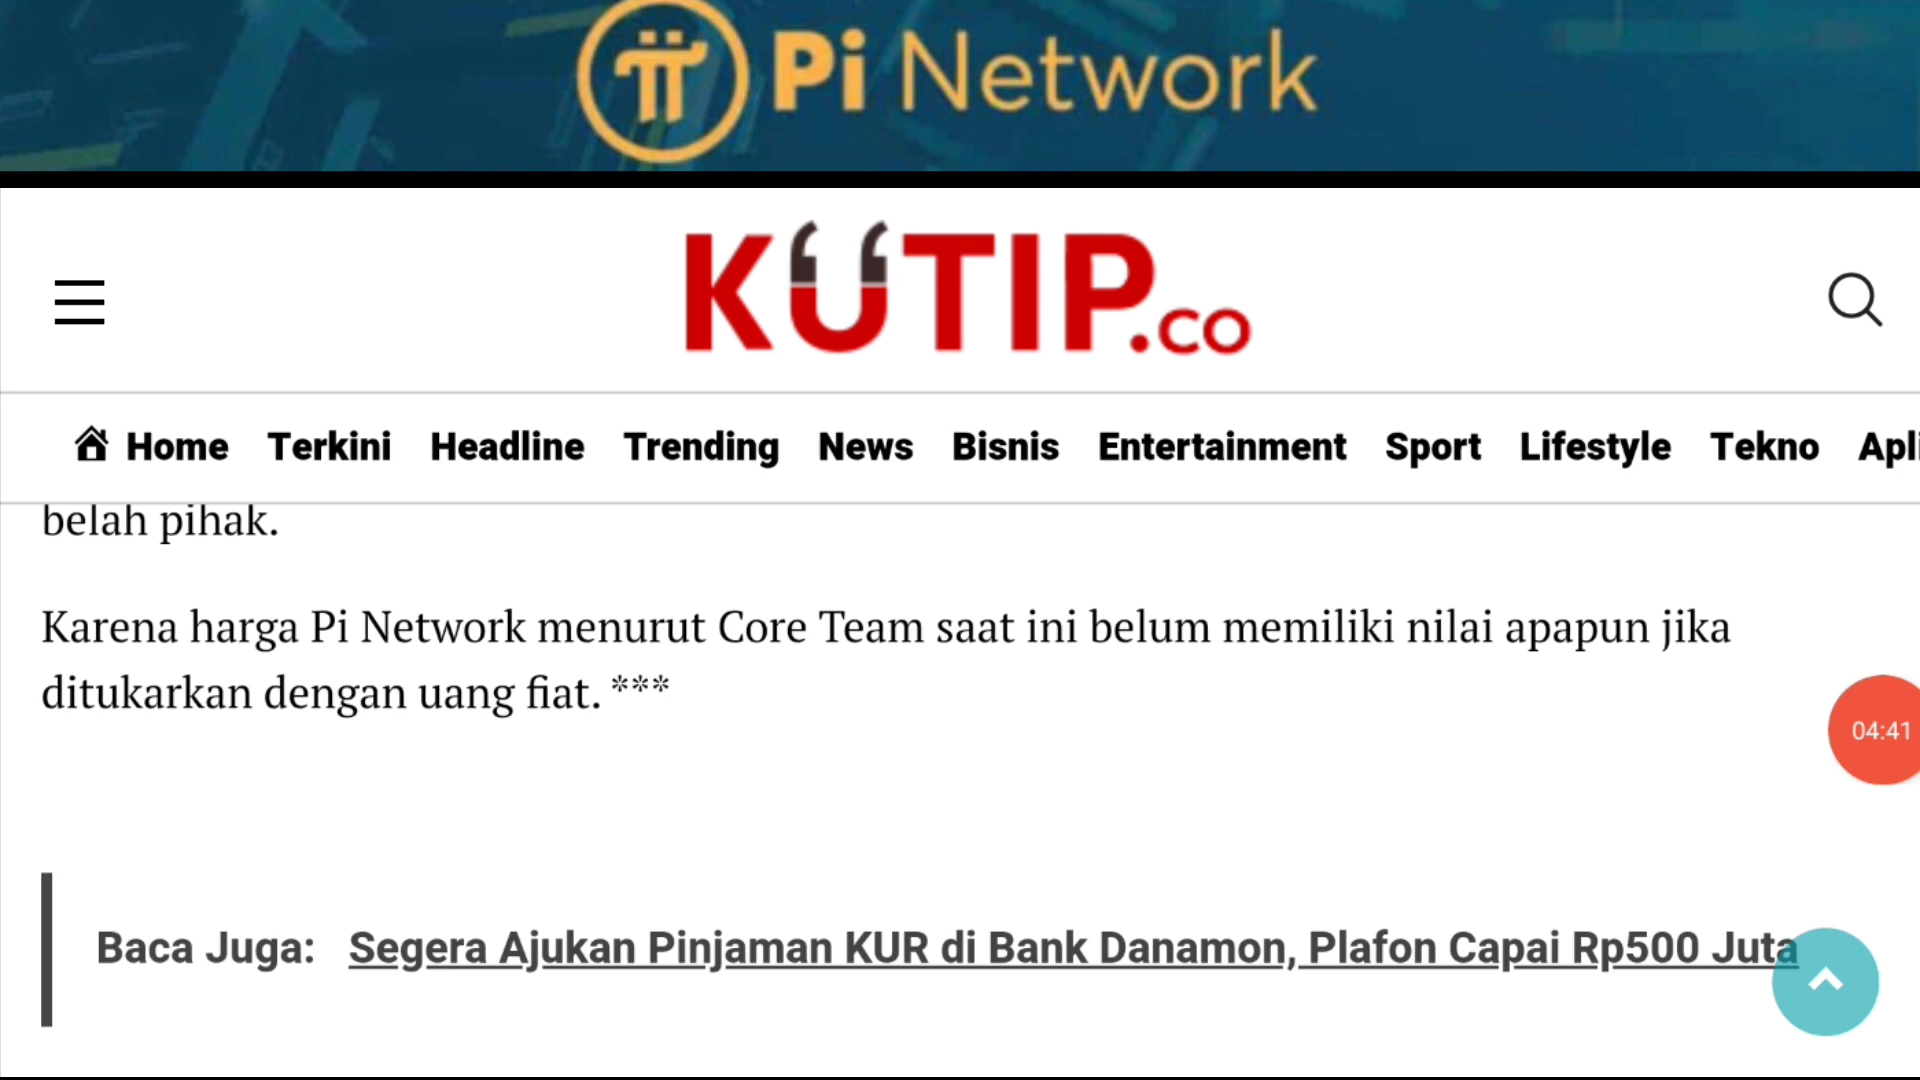 Pi Network
KUTIP.co
Home Terkini Headline Trending News Bisnis Entertainment Sport Lifestyle Tekno Apli
belah pihak.
Karena harga Pi Network menurut Core Team saat ini belum memiliki nilai apapun jika
ditukarkan dengan uang fiat. ***
04:41
Baca Juga: Segera Ajukan Pinjaman KUR di Bank Danamon, Plafon Capai Rp500 Juta